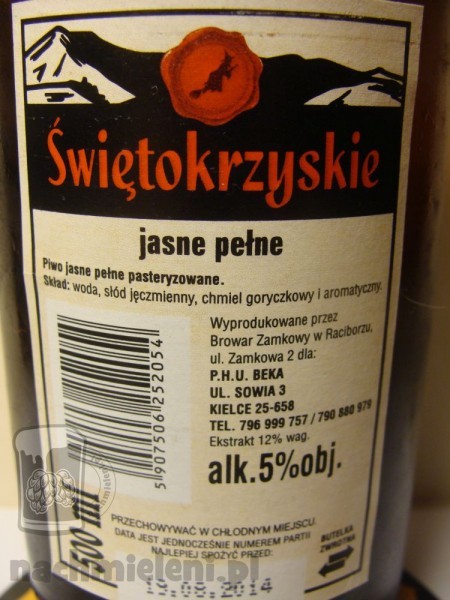 Świętokrzyskie
jasne pełne
Piwo jasne pełne pasteryzowane.
Skład: woda, słód jęczmienny, chmiel goryczkowy i aromatyczny.
Wyprodukowane przez
Browar Zamkowy w Raciborzu,
ul. Zamkowa 2 dla:
P.H.U. BEKA
UL. SOWIA 3
KIELCE 25-658
TEL. 796 999 757 / 790 880 979
Ekstrakt 12% wag.
alk.5%obj.
5 907506 252054
500 ml
PRZECHOWYWAĆ W CHŁODNYM MIEJSCU.
DATA JEST JEDNOCZEŚNIE NUMEREM PARTII
NAJLEPIEJ SPOŻYĆ PRZED:
BUTELKA
ZWROTNA
19.08.2014
nachmieleni.pl